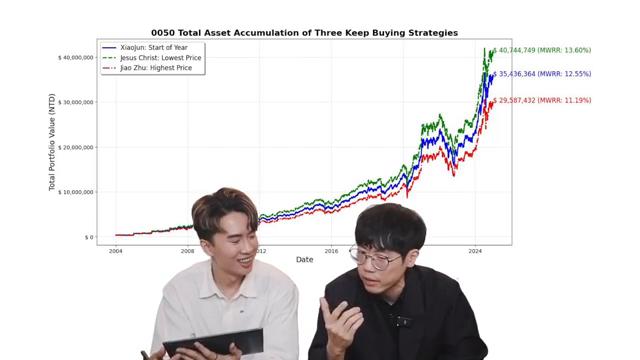 0050 Total Asset Accumulation of Three Keep Buying Strategies
XiaoJun: Start of Year
Jesus Christ: Lowest Price
Jiao Zhu: Highest Price
$ 40,744,749 (MWRR: 13.60%)
$ 35,436,364 (MWRR: 12.55%)
$ 29,587,432 (MWRR: 11.19%)
Total Portfolio Value (NTD)
$ 40,000,000
$ 30,000,000
$ 20,000,000
$ 10,000,000
$ 0
2004
2012
2016
2024
Date